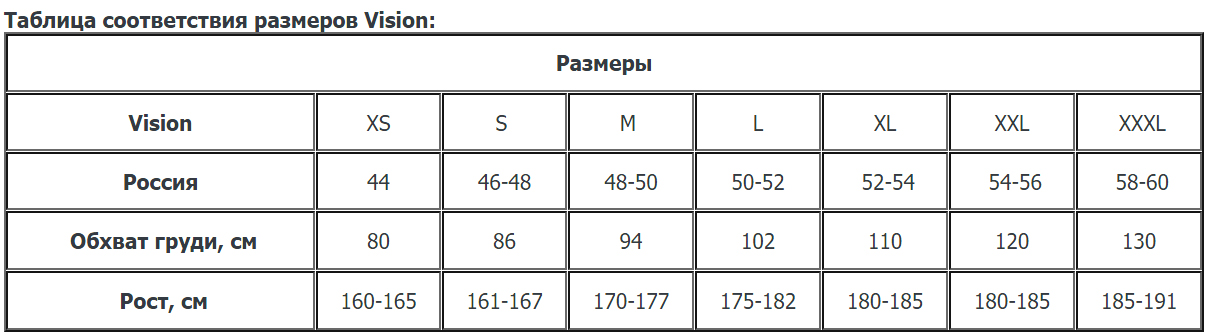 Таблица соответствия размеров Vision:
Размеры
Vision XS S M L XL XXL XXXL
Россия 44 46-48 48-50 50-52 52-54 54-56 58-60
Обхват груди, см 80 86 94 102 110 120 130
Рост, см 160-165 161-167 170-177 175-182 180-185 180-185 185-191